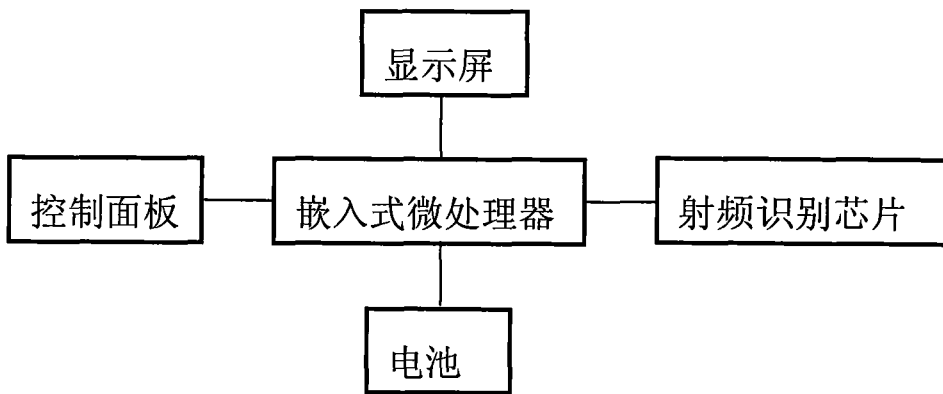 显示屏
控制面板
嵌入式微处理器
射频识别芯片
电池